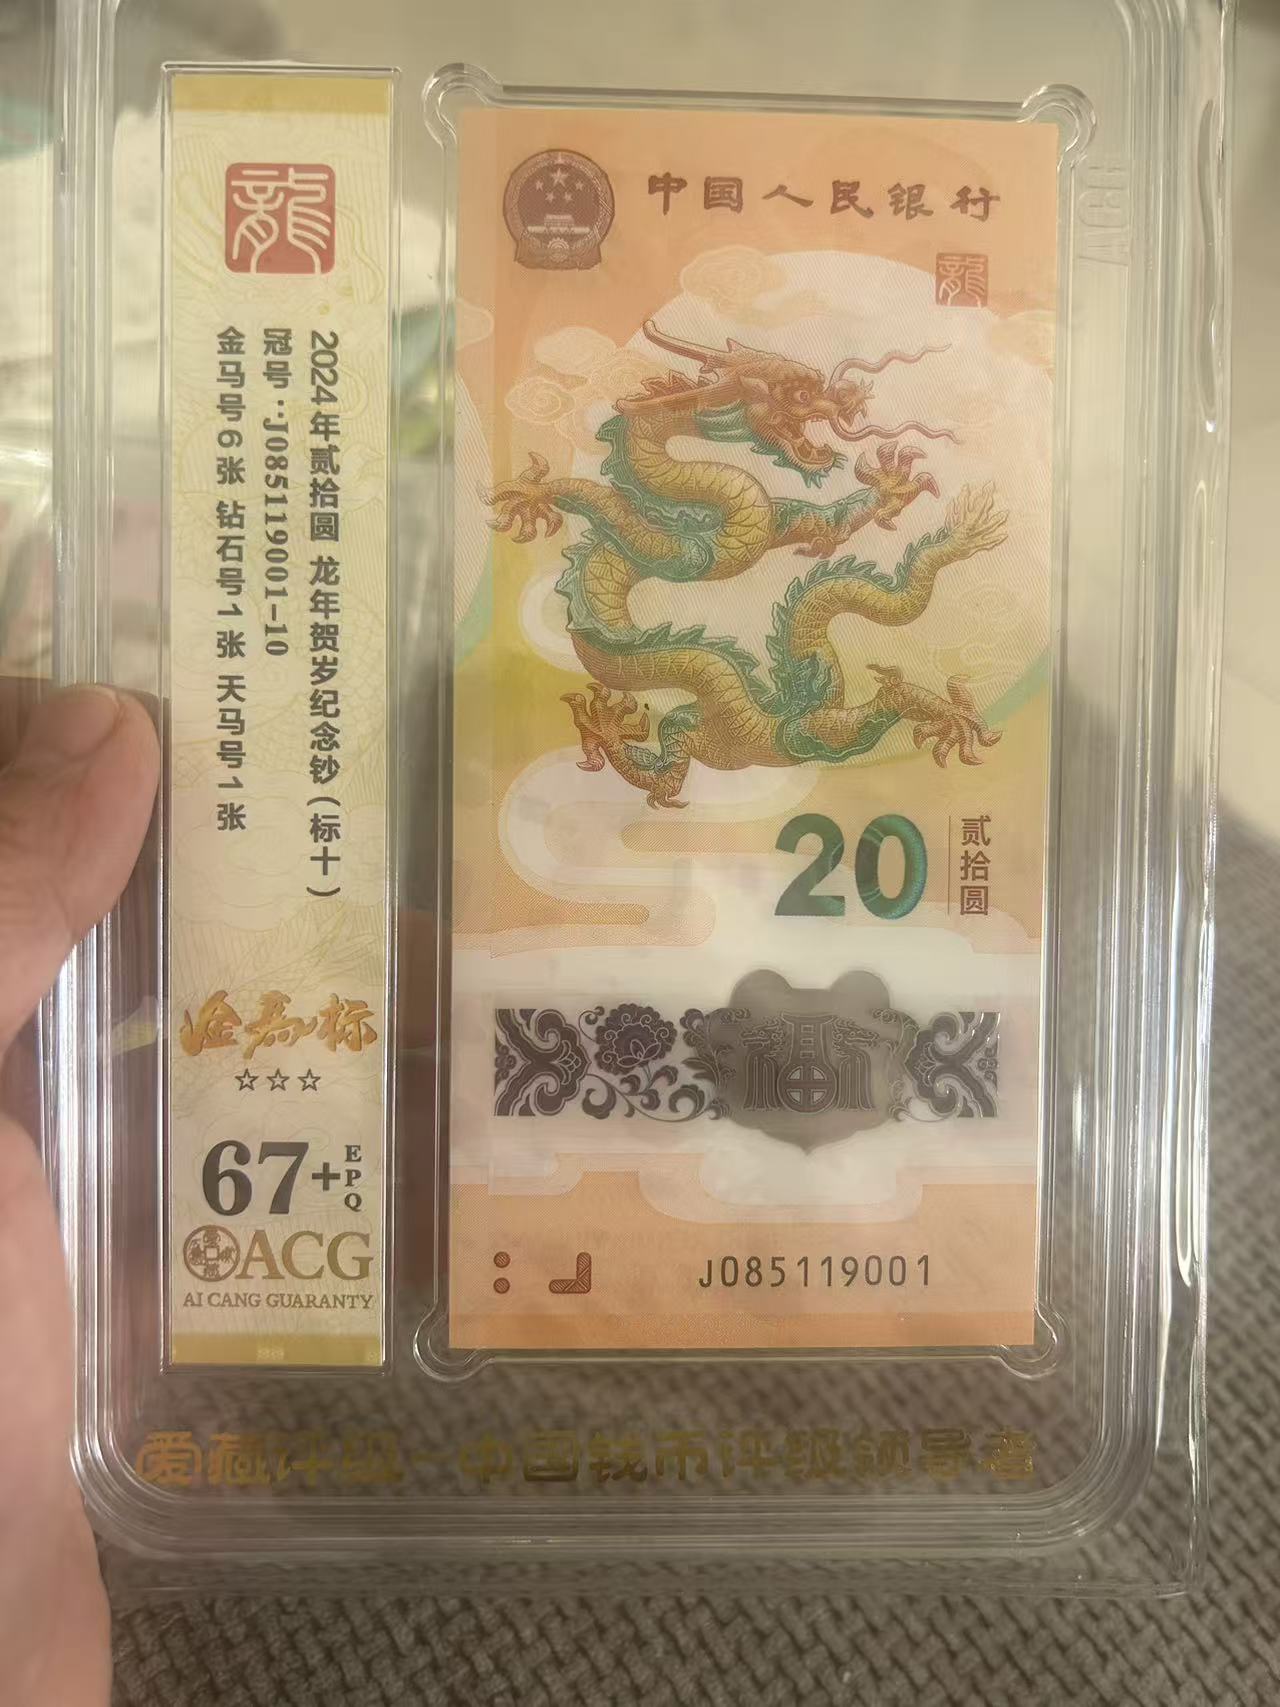 龍
2024年贰拾圆 龙年贺岁纪念钞(标十)
冠号:J085119001-10
金马号6张 钻石号1张 天马号1张
金马标
☆☆☆
67+EPQ
ACG
AI CANG GUARANTY
中国人民银行
龍
20
贰拾圆
福
J085119001
爱藏评级-中国钱币评级领导者